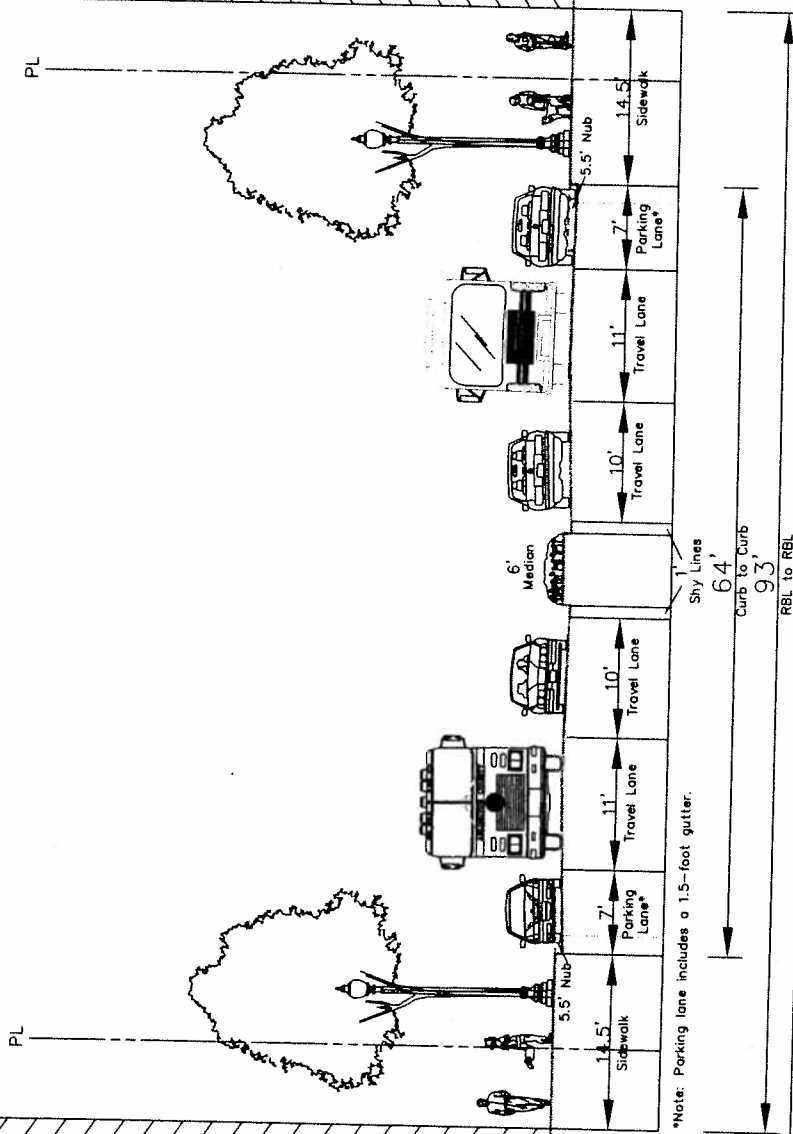 PL
PL
6'
Median
5.5' Nub
5.5' Nub
14.5'
Sidewalk
7'
Parking
Lane*
11'
Travel Lane
10'
Travel Lane
10'
Travel Lane
11'
Travel Lane
7'
Parking
Lane*
14.5'
Sidewalk
1'
Shy Lines
*Note: Parking lane includes a 1.5-foot gutter.
64'
Curb to Curb
93'
RBL to RBL